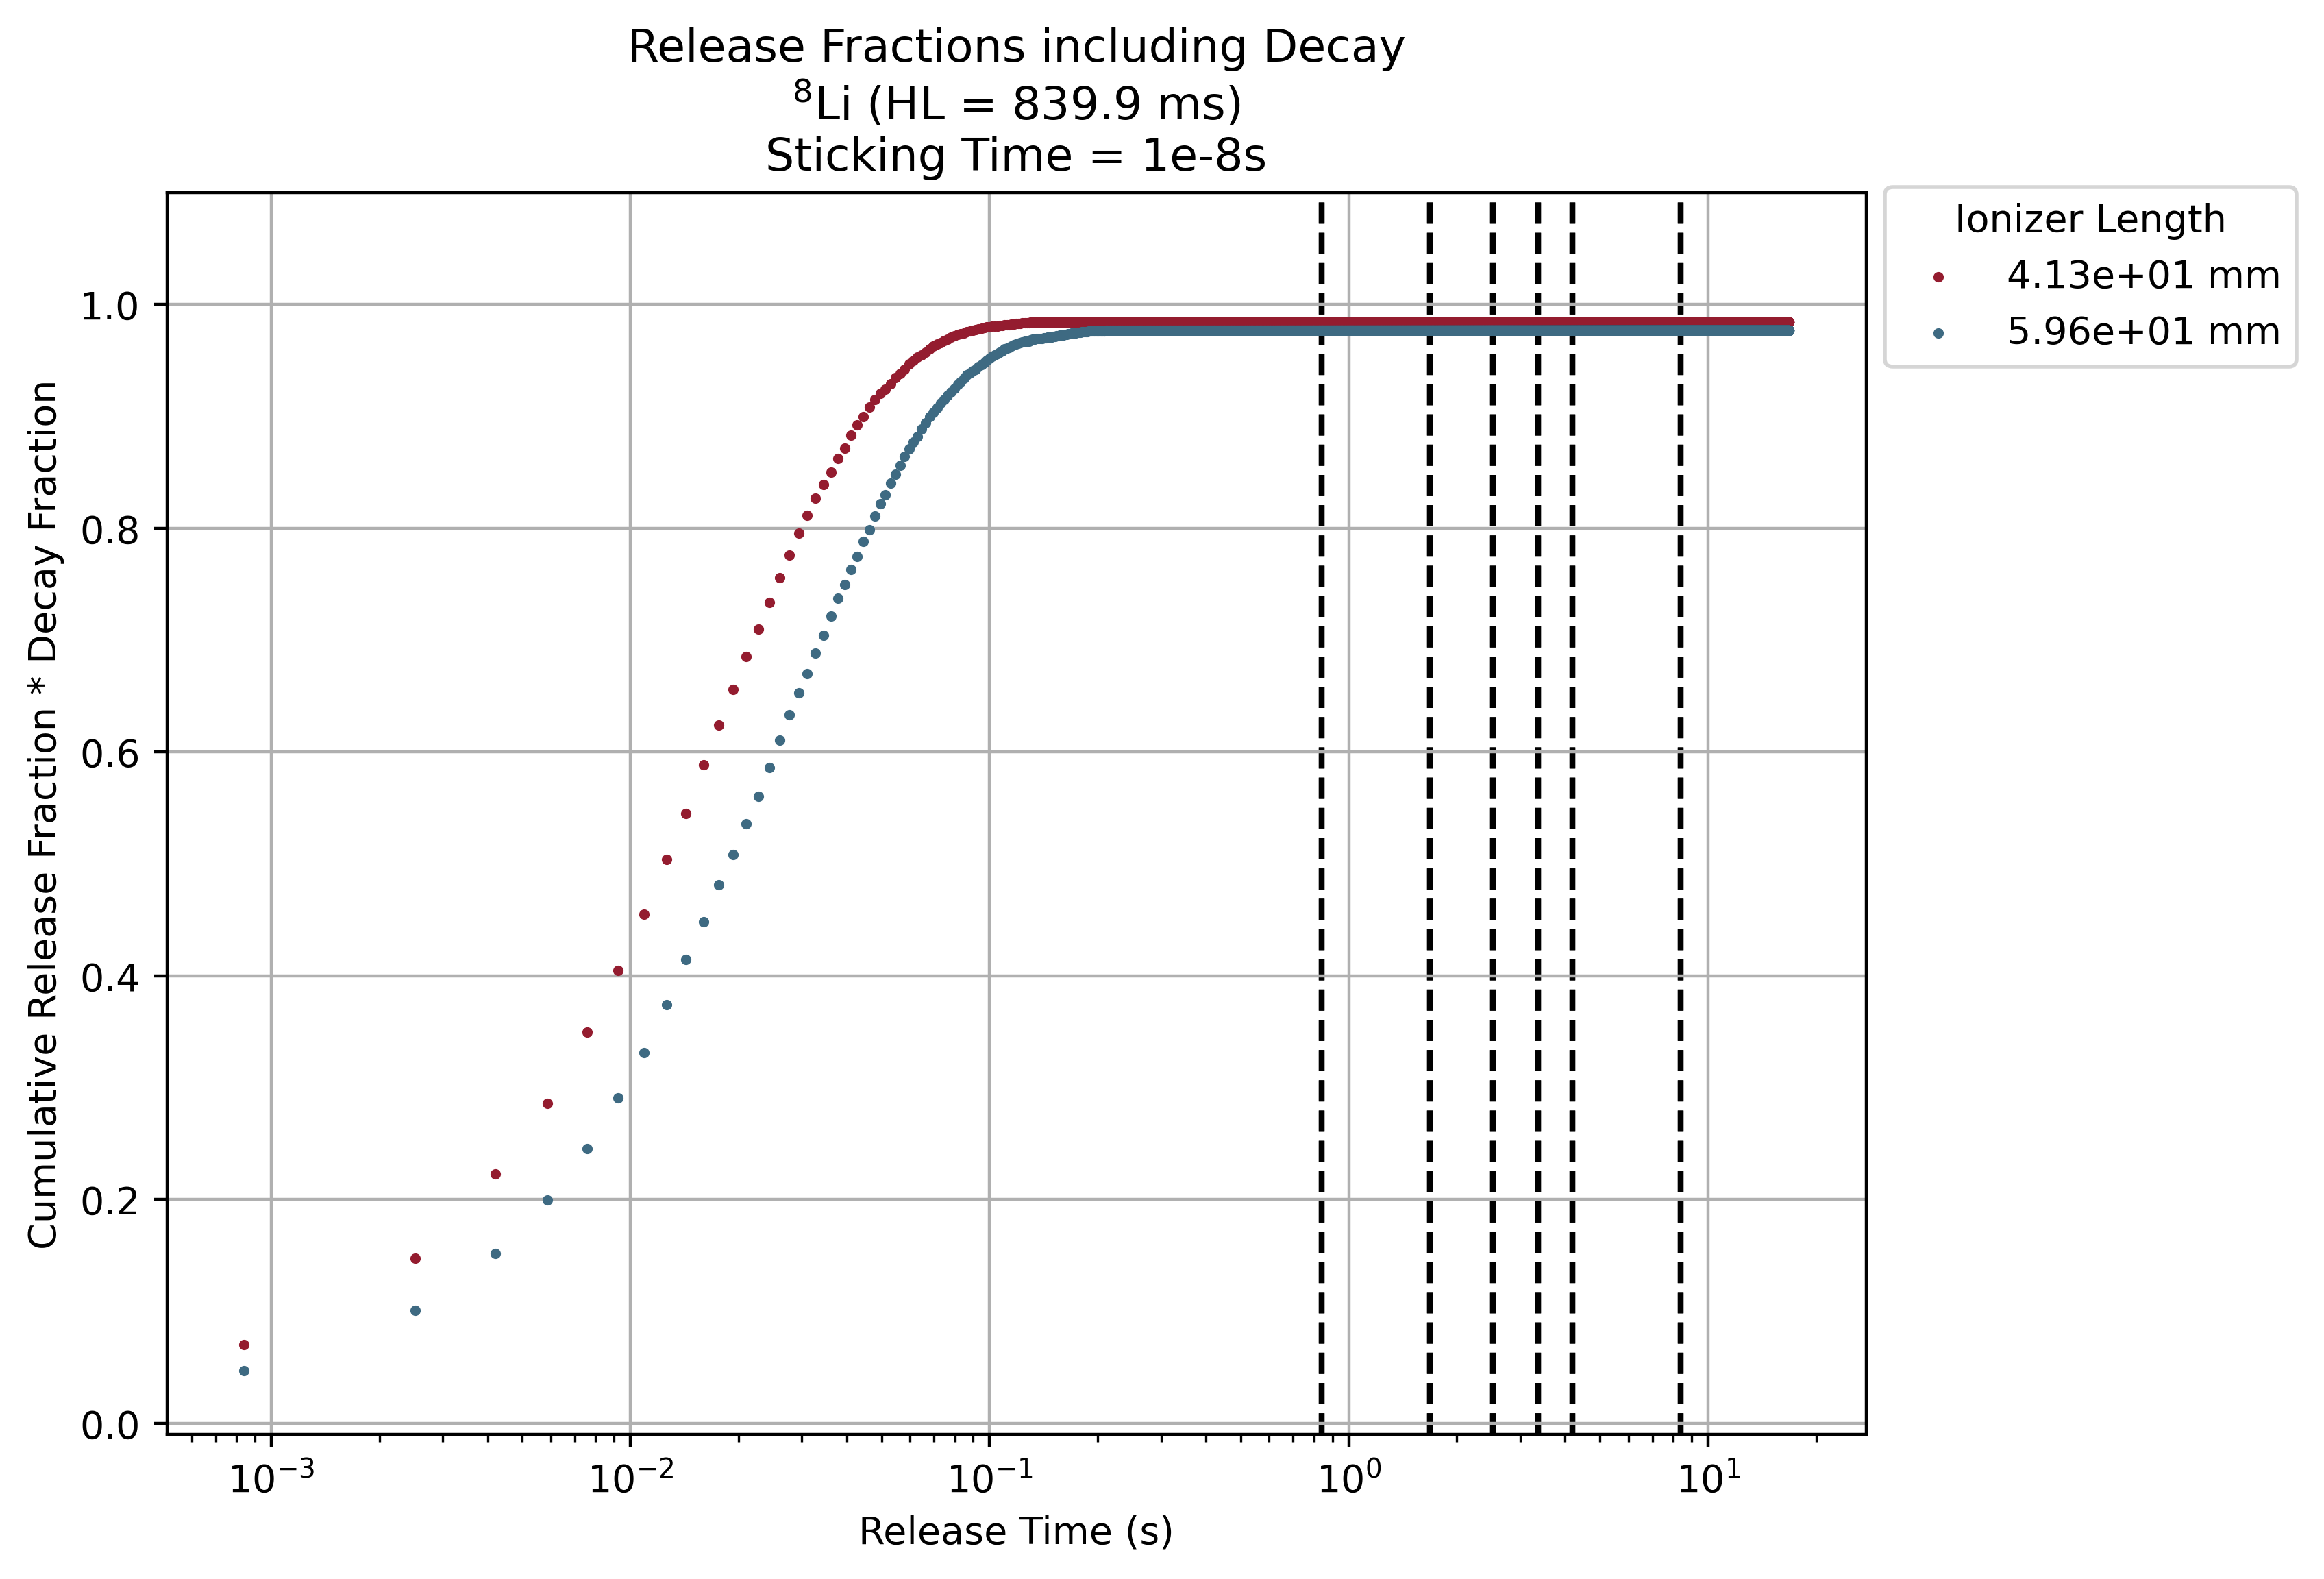 Release Fractions including Decay
⁸Li (HL = 839.9 ms)
Sticking Time = 1e-8s
Ionizer Length
4.13e+01 mm
5.96e+01 mm
Cumulative Release Fraction * Decay Fraction
1.0
0.8
0.6
0.4
0.2
0.0
10⁻³ 10⁻² 10⁻¹ 10⁰ 10¹
Release Time (s)